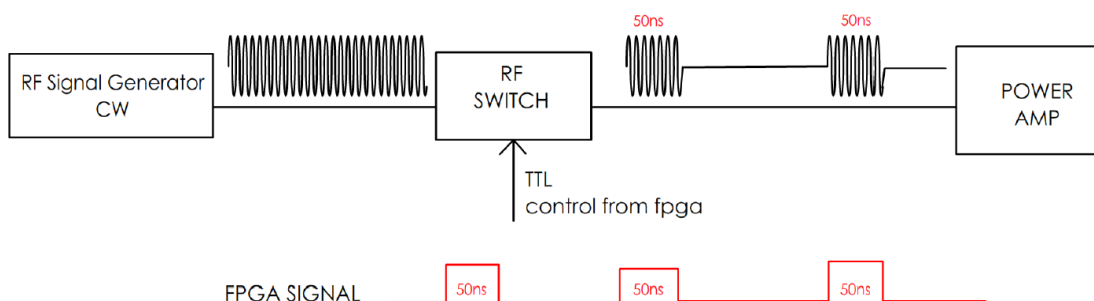 50ns
50ns
RF Signal Generator
CW
RF
SWITCH
POWER
AMP
TTL
control from fpga
FPGA SIGNAL
50ns
50ns
50ns